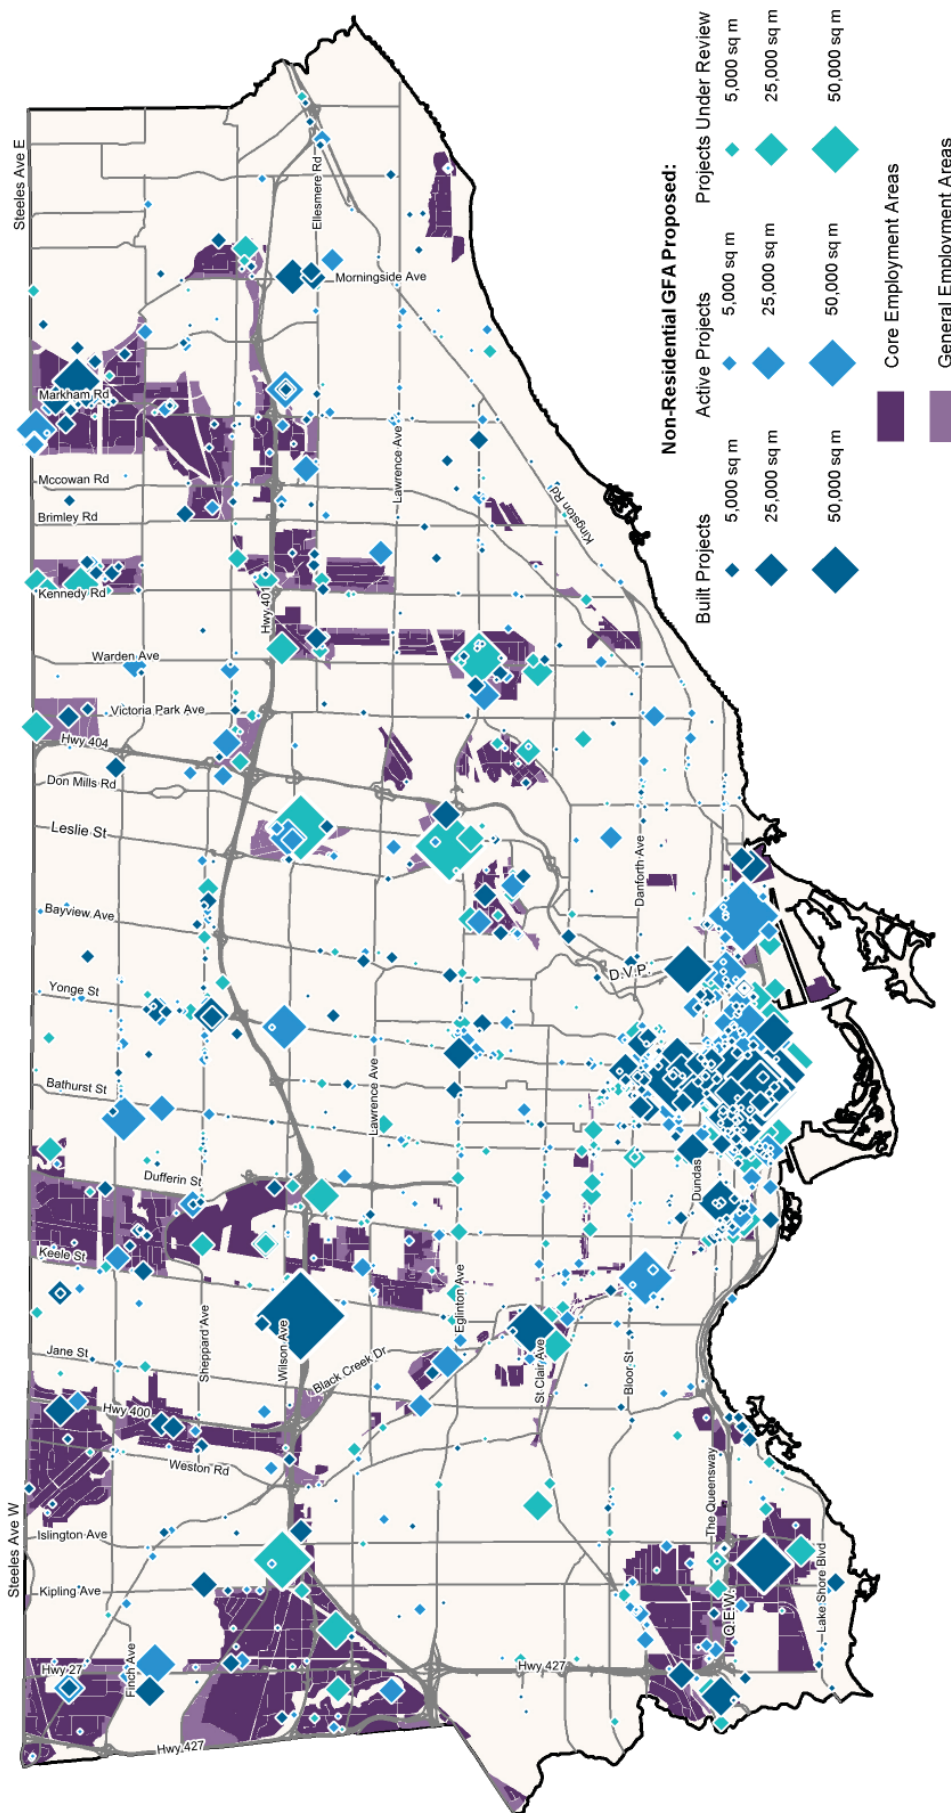 Steeles Ave E
Ellesmere Rd
Morningside Ave
Markham Rd
Mccowan Rd
Brimley Rd
Lawrence Ave
Kingston Rd
Kennedy Rd
Hwy 401
Warden Ave
Victoria Park Ave
Hwy 404
Don Mills Rd
Leslie St
Danforth Ave
Bayview Ave
D.V.P.
Yonge St
Bathurst St
Lawrence Ave
Dufferin St
Dundas
Keele St
Sheppard Ave
Wilson Ave
Eglinton Ave
Jane St
Black Creek Dr
St Clair Ave
Bloor St
Hwy 400
Weston Rd
The Queensway
Steeles Ave W
Islington Ave
Kipling Ave
Lake Shore Blvd
Q.E.W.
Finch Ave
Hwy 27
Hwy 427
Hwy 427
Non-Residential GFA Proposed:
Built Projects Active Projects Projects Under Review
5,000 sq m 5,000 sq m 5,000 sq m
25,000 sq m 25,000 sq m 25,000 sq m
50,000 sq m 50,000 sq m 50,000 sq m
Core Employment Areas
General Employment Areas